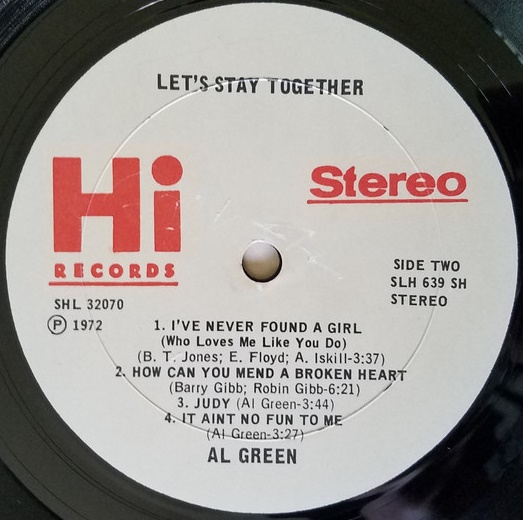 LET'S STAY TOGETHER
Hi
RECORDS
Stereo
SHL 32070
℗ 1972
SIDE TWO
SLH 639 SH
STEREO
1. I'VE NEVER FOUND A GIRL
(Who Loves Me Like You Do)
(B. T. Jones; E. Floyd; A. Iskill-3:37)
2. HOW CAN YOU MEND A BROKEN HEART
(Barry Gibb; Robin Gibb-6:21)
3. JUDY (Al Green-3:44)
4. IT AINT NO FUN TO ME
(Al Green-3:27)
AL GREEN